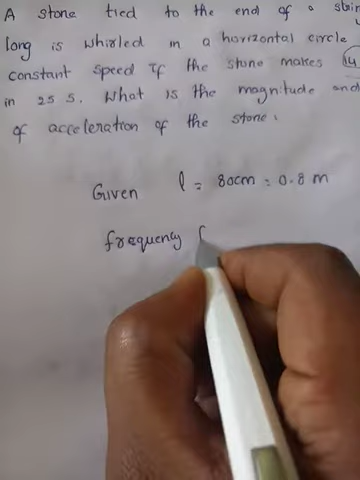 A stone tied to the end of a
long is whirled in a horizontal circle
constant speed If the stone makes 14
in 25 S. What is the magnitude and
of acceleration of the stone.
Given l = 80cm = 0.8 m
frequency